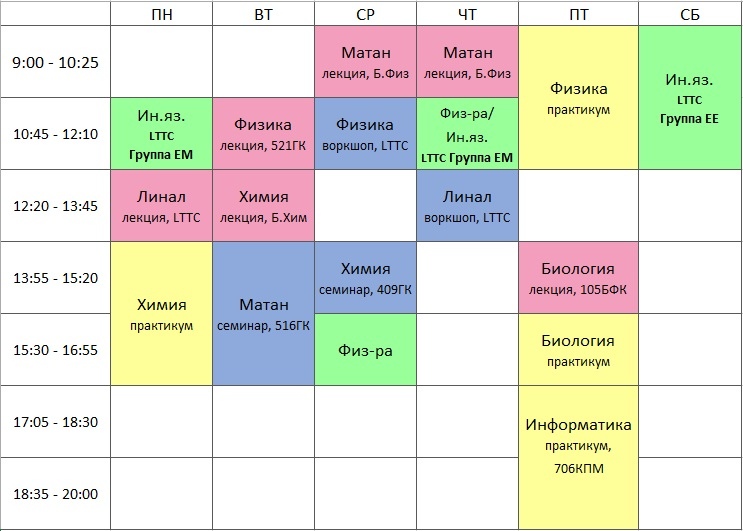 ПН ВТ СР ЧТ ПТ СБ
9:00 - 10:25
Матан
лекция, Б.Физ
Матан
лекция, Б.Физ
Физика
практикум
Ин.яз.
LTTC
Группа EE
10:45 - 12:10
Ин.яз.
LTTC
Группа EM
Физика
лекция, 521ГК
Физика
воркшоп, LTTC
Физ-ра/
Ин.яз.
LTTC Группа EM
12:20 - 13:45
Линал
лекция, LTTC
Химия
лекция, Б.Хим
Линал
воркшоп, LTTC
13:55 - 15:20
Химия
практикум
Матан
семинар, 516ГК
Химия
семинар, 409ГК
Биология
лекция, 105БФК
15:30 - 16:55
Физ-ра
Биология
практикум
17:05 - 18:30
Информатика
практикум,
706КПМ
18:35 - 20:00